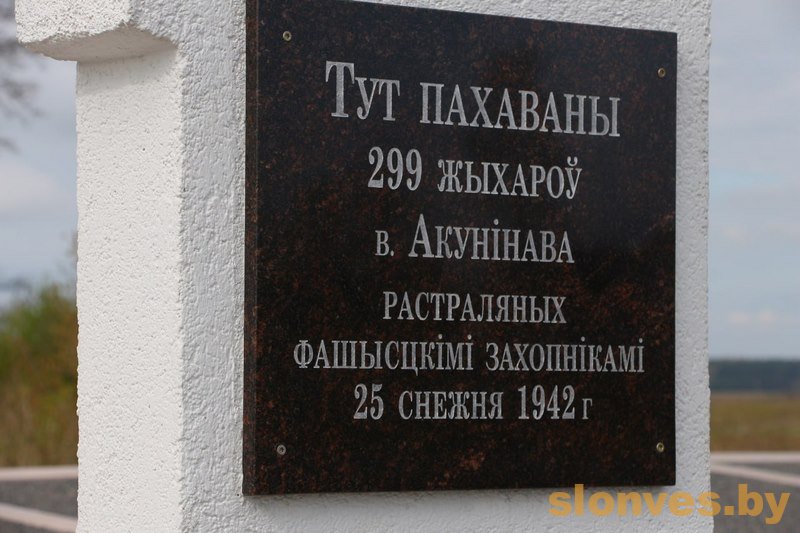 Тут пахаваны
299 жыхароў
в. Акунінава
растраляных
фашысцкімі захопнікамі
25 снежня 1942 г
slonves.by